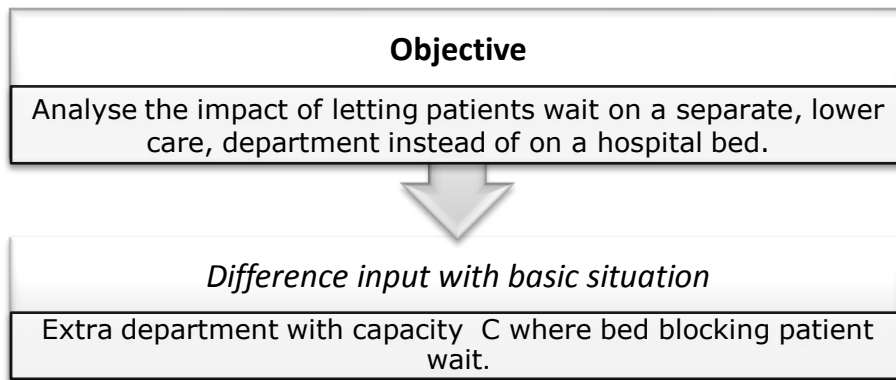 Objective
Analyse the impact of letting patients wait on a separate, lower
care, department instead of on a hospital bed.
Difference input with basic situation
Extra department with capacity C where bed blocking patient
wait.